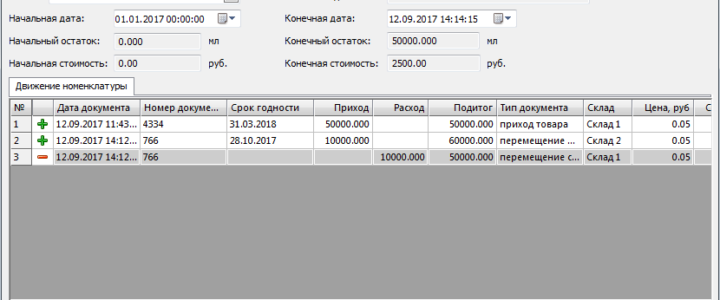 Начальная дата: 01.01.2017 00:00:00 Конечная дата: 12.09.2017 14:14:15
Начальный остаток: 0.000 мл Конечный остаток: 50000.000 мл
Начальная стоимость: 0.00 руб. Конечная стоимость: 2500.00 руб.
Движение номенклатуры
№ Дата документа Номер докуме... Срок годности Приход Расход Подитог Тип документа Склад Цена, руб С
1 12.09.2017 11:43... 4334 31.03.2018 50000.000 50000.000 приход товара Склад 1 0.05
2 12.09.2017 14:12... 766 28.10.2017 10000.000 60000.000 перемещение ... Склад 2 0.05
3 12.09.2017 14:12... 766 10000.000 50000.000 перемещение с... Склад 1 0.05